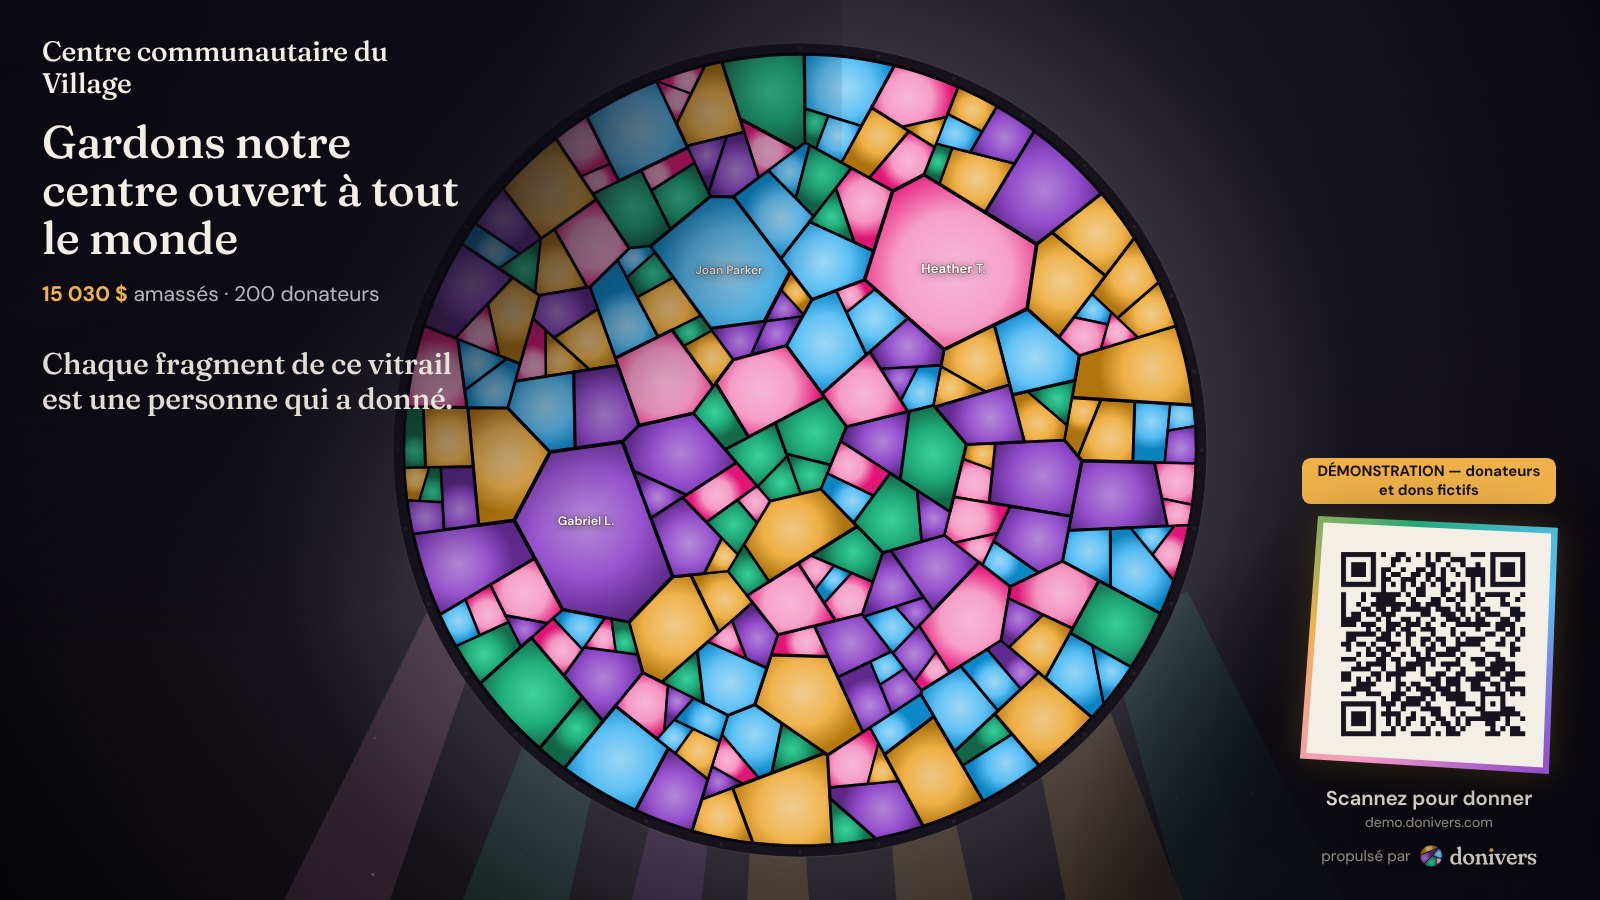 Centre communautaire du
Village
Gardons notre
centre ouvert à tout
le monde
15 030 $ amassés · 200 donateurs
Chaque fragment de ce vitrail
est une personne qui a donné.
Joan Parker
Heather T.
Gabriel L.
DÉMONSTRATION — donateurs
et dons fictifs
Scannez pour donner
demo.donivers.com
propulsé par donivers